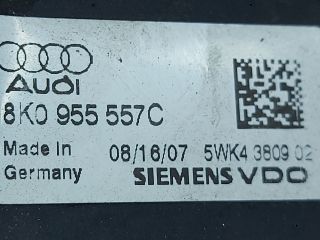 AUDI
8K0 955 557C
Made in Germany
08/16/07 5WK4 3809 02
SIEMENS VDO